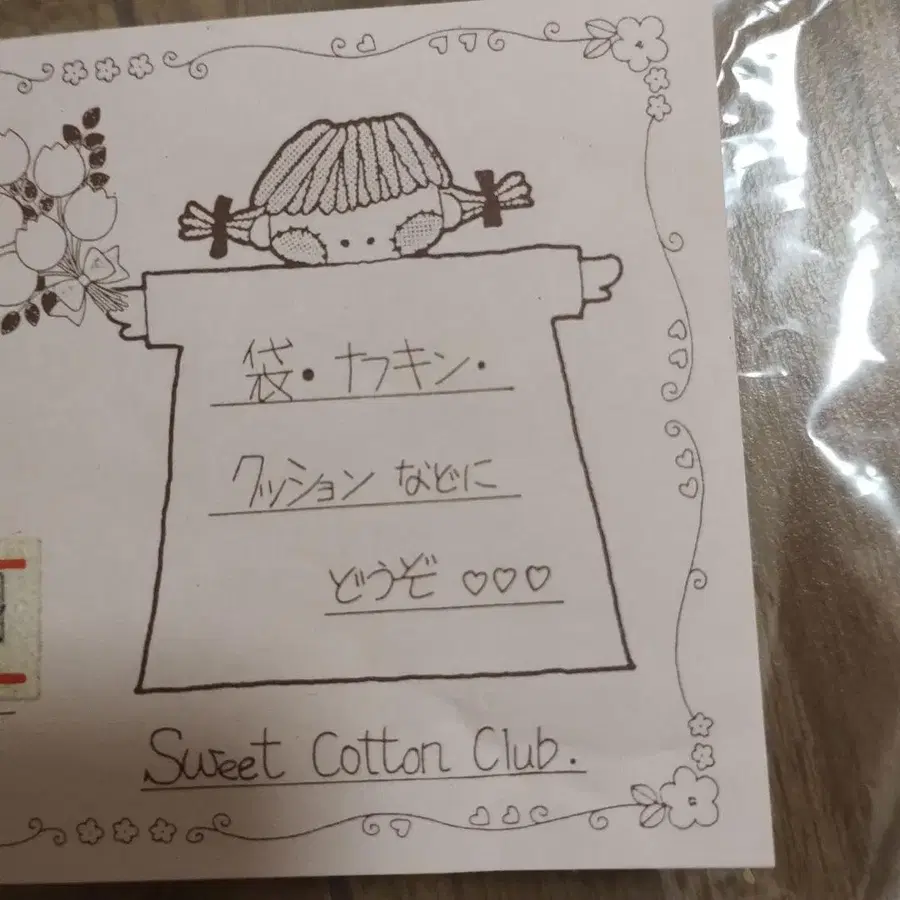 袋・ナフキン・
クッション などに
どうぞ ♡♡♡
Sweet Cotton Club.